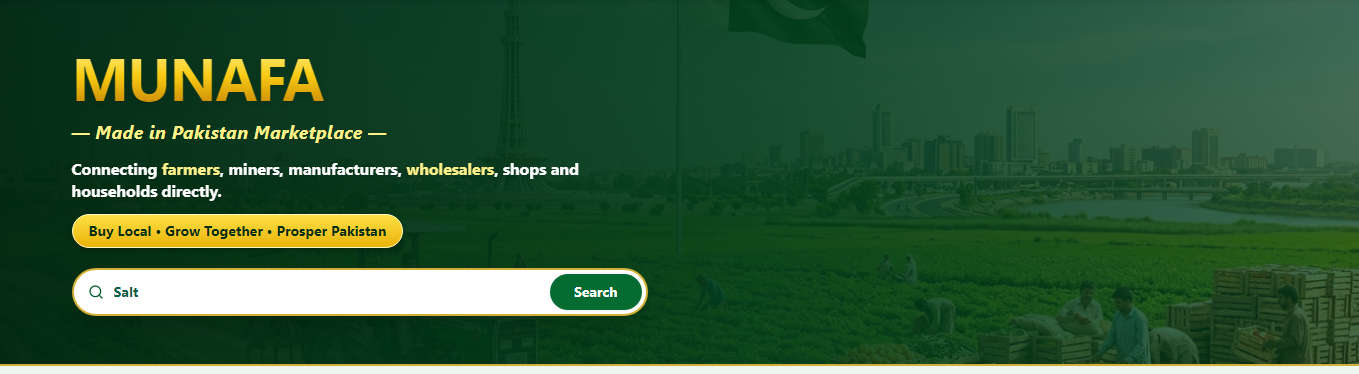 MUNAFA
— Made in Pakistan Marketplace —
Connecting farmers, miners, manufacturers, wholesalers, shops and
households directly.
Buy Local • Grow Together • Prosper Pakistan
Salt
Search